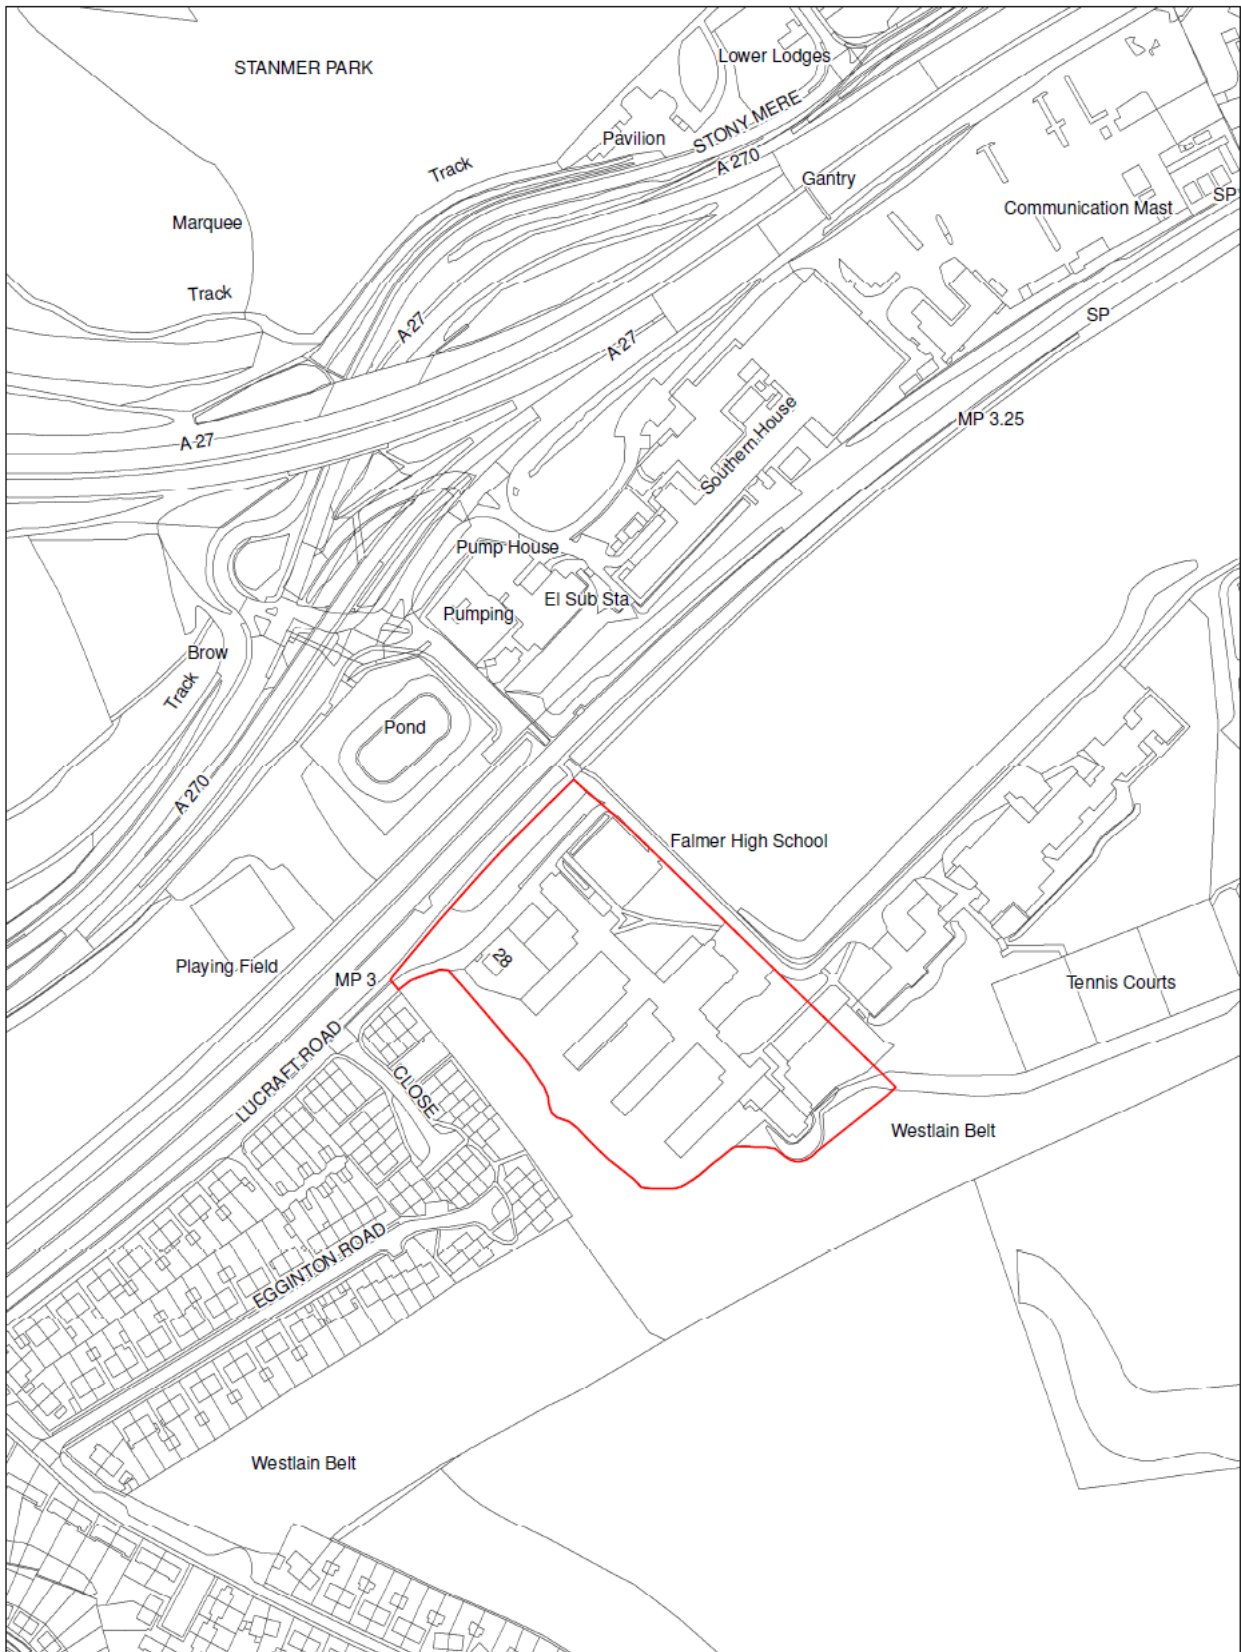 Lower Lodges
STANMER PARK
STONY MERE
Pavilion
A 270
Track
Gantry
SP
Communication Mast
Marquee
Track
SP
A 27
A 27
MP 3.25
A 27
Southern House
Pump House
El Sub Sta
Pumping
Brow
Track
Pond
A 270
Falmer High School
28
Playing Field
MP 3
Tennis Courts
LUCRAFT ROAD
CLOSE
Westlain Belt
EGGINTON ROAD
Westlain Belt